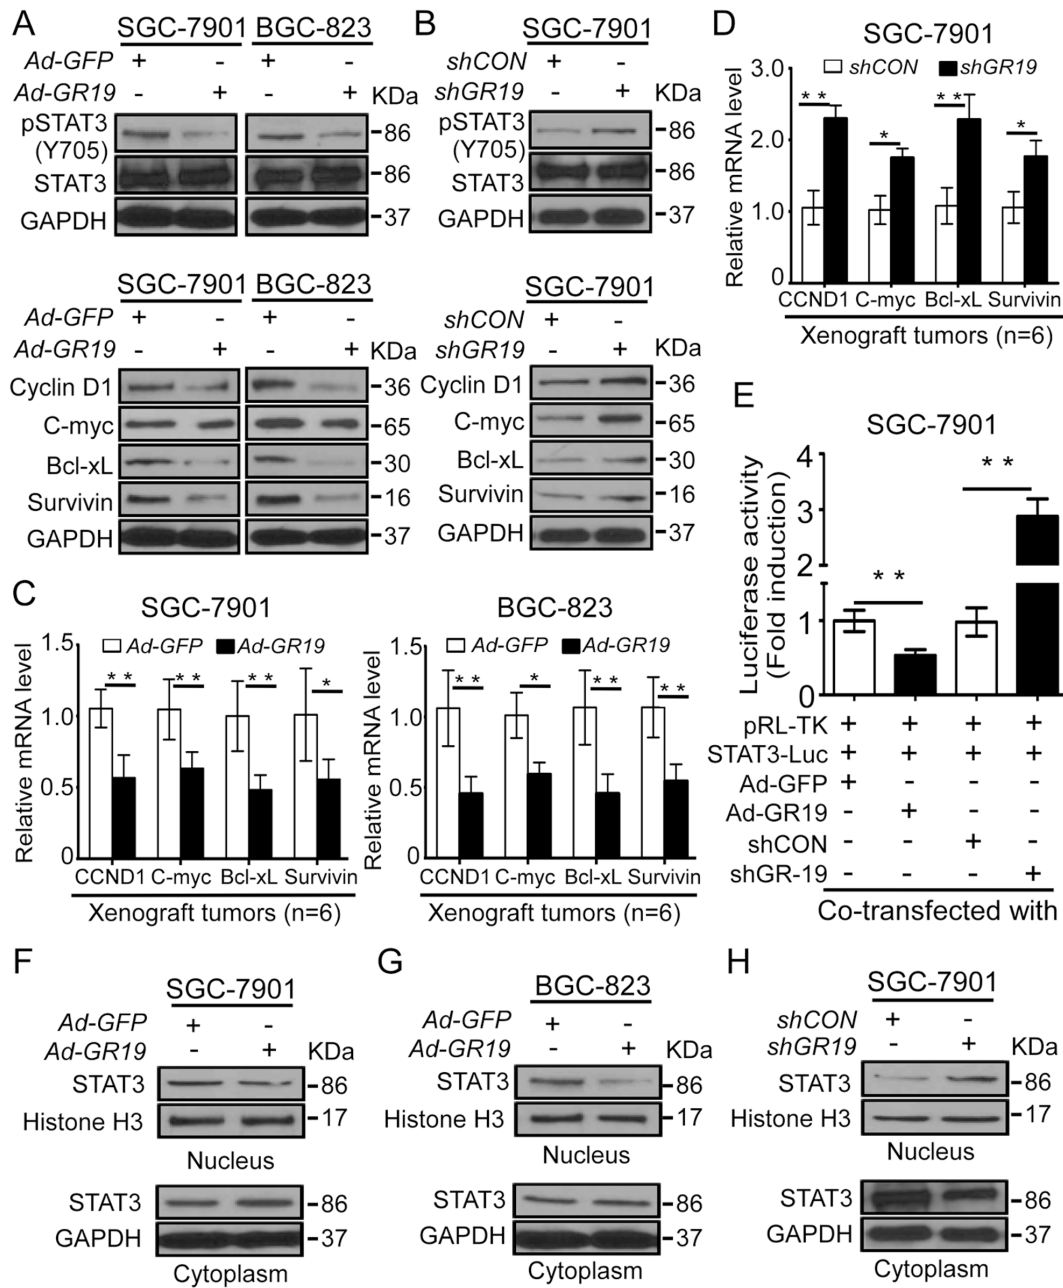 A
SGC-7901 BGC-823
Ad-GFP + - + -
Ad-GR19 - + - + KDa
pSTAT3 (Y705) -86
STAT3 -86
GAPDH -37
SGC-7901 BGC-823
Ad-GFP + - + -
Ad-GR19 - + - + KDa
Cyclin D1 -36
C-myc -65
Bcl-xL -30
Survivin -16
GAPDH -37
B
SGC-7901
shCON + -
shGR19 - + KDa
pSTAT3 (Y705) -86
STAT3 -86
GAPDH -37
SGC-7901
shCON + -
shGR19 - + KDa
Cyclin D1 -36
C-myc -65
Bcl-xL -30
Survivin -16
GAPDH -37
C
SGC-7901
Ad-GFP Ad-GR19
Relative mRNA level
1.5
1.0
0.5
0
** ** ** *
CCND1 C-myc Bcl-xL Survivin
Xenograft tumors (n=6)
BGC-823
Ad-GFP Ad-GR19
Relative mRNA level
1.5
1.0
0.5
0
** * ** **
CCND1 C-myc Bcl-xL Survivin
Xenograft tumors (n=6)
D
SGC-7901
shCON shGR19
Relative mRNA level
3.0
2.0
1.0
0
** * ** *
CCND1 C-myc Bcl-xL Survivin
Xenograft tumors (n=6)
E
SGC-7901
Luciferase activity
(Fold induction)
4
3
2
1
0
** **
pRL-TK + + + +
STAT3-Luc + + + +
Ad-GFP + - - -
Ad-GR19 - + - -
shCON - - + -
shGR-19 - - - +
Co-transfected with
F
SGC-7901
Ad-GFP + -
Ad-GR19 - + KDa
STAT3 -86
Histone H3 -17
Nucleus
STAT3 -86
GAPDH -37
Cytoplasm
G
BGC-823
Ad-GFP + -
Ad-GR19 - + KDa
STAT3 -86
Histone H3 -17
Nucleus
STAT3 -86
GAPDH -37
Cytoplasm
H
SGC-7901
shCON + -
shGR19 - + KDa
STAT3 -86
Histone H3 -17
Nucleus
STAT3 -86
GAPDH -37
Cytoplasm